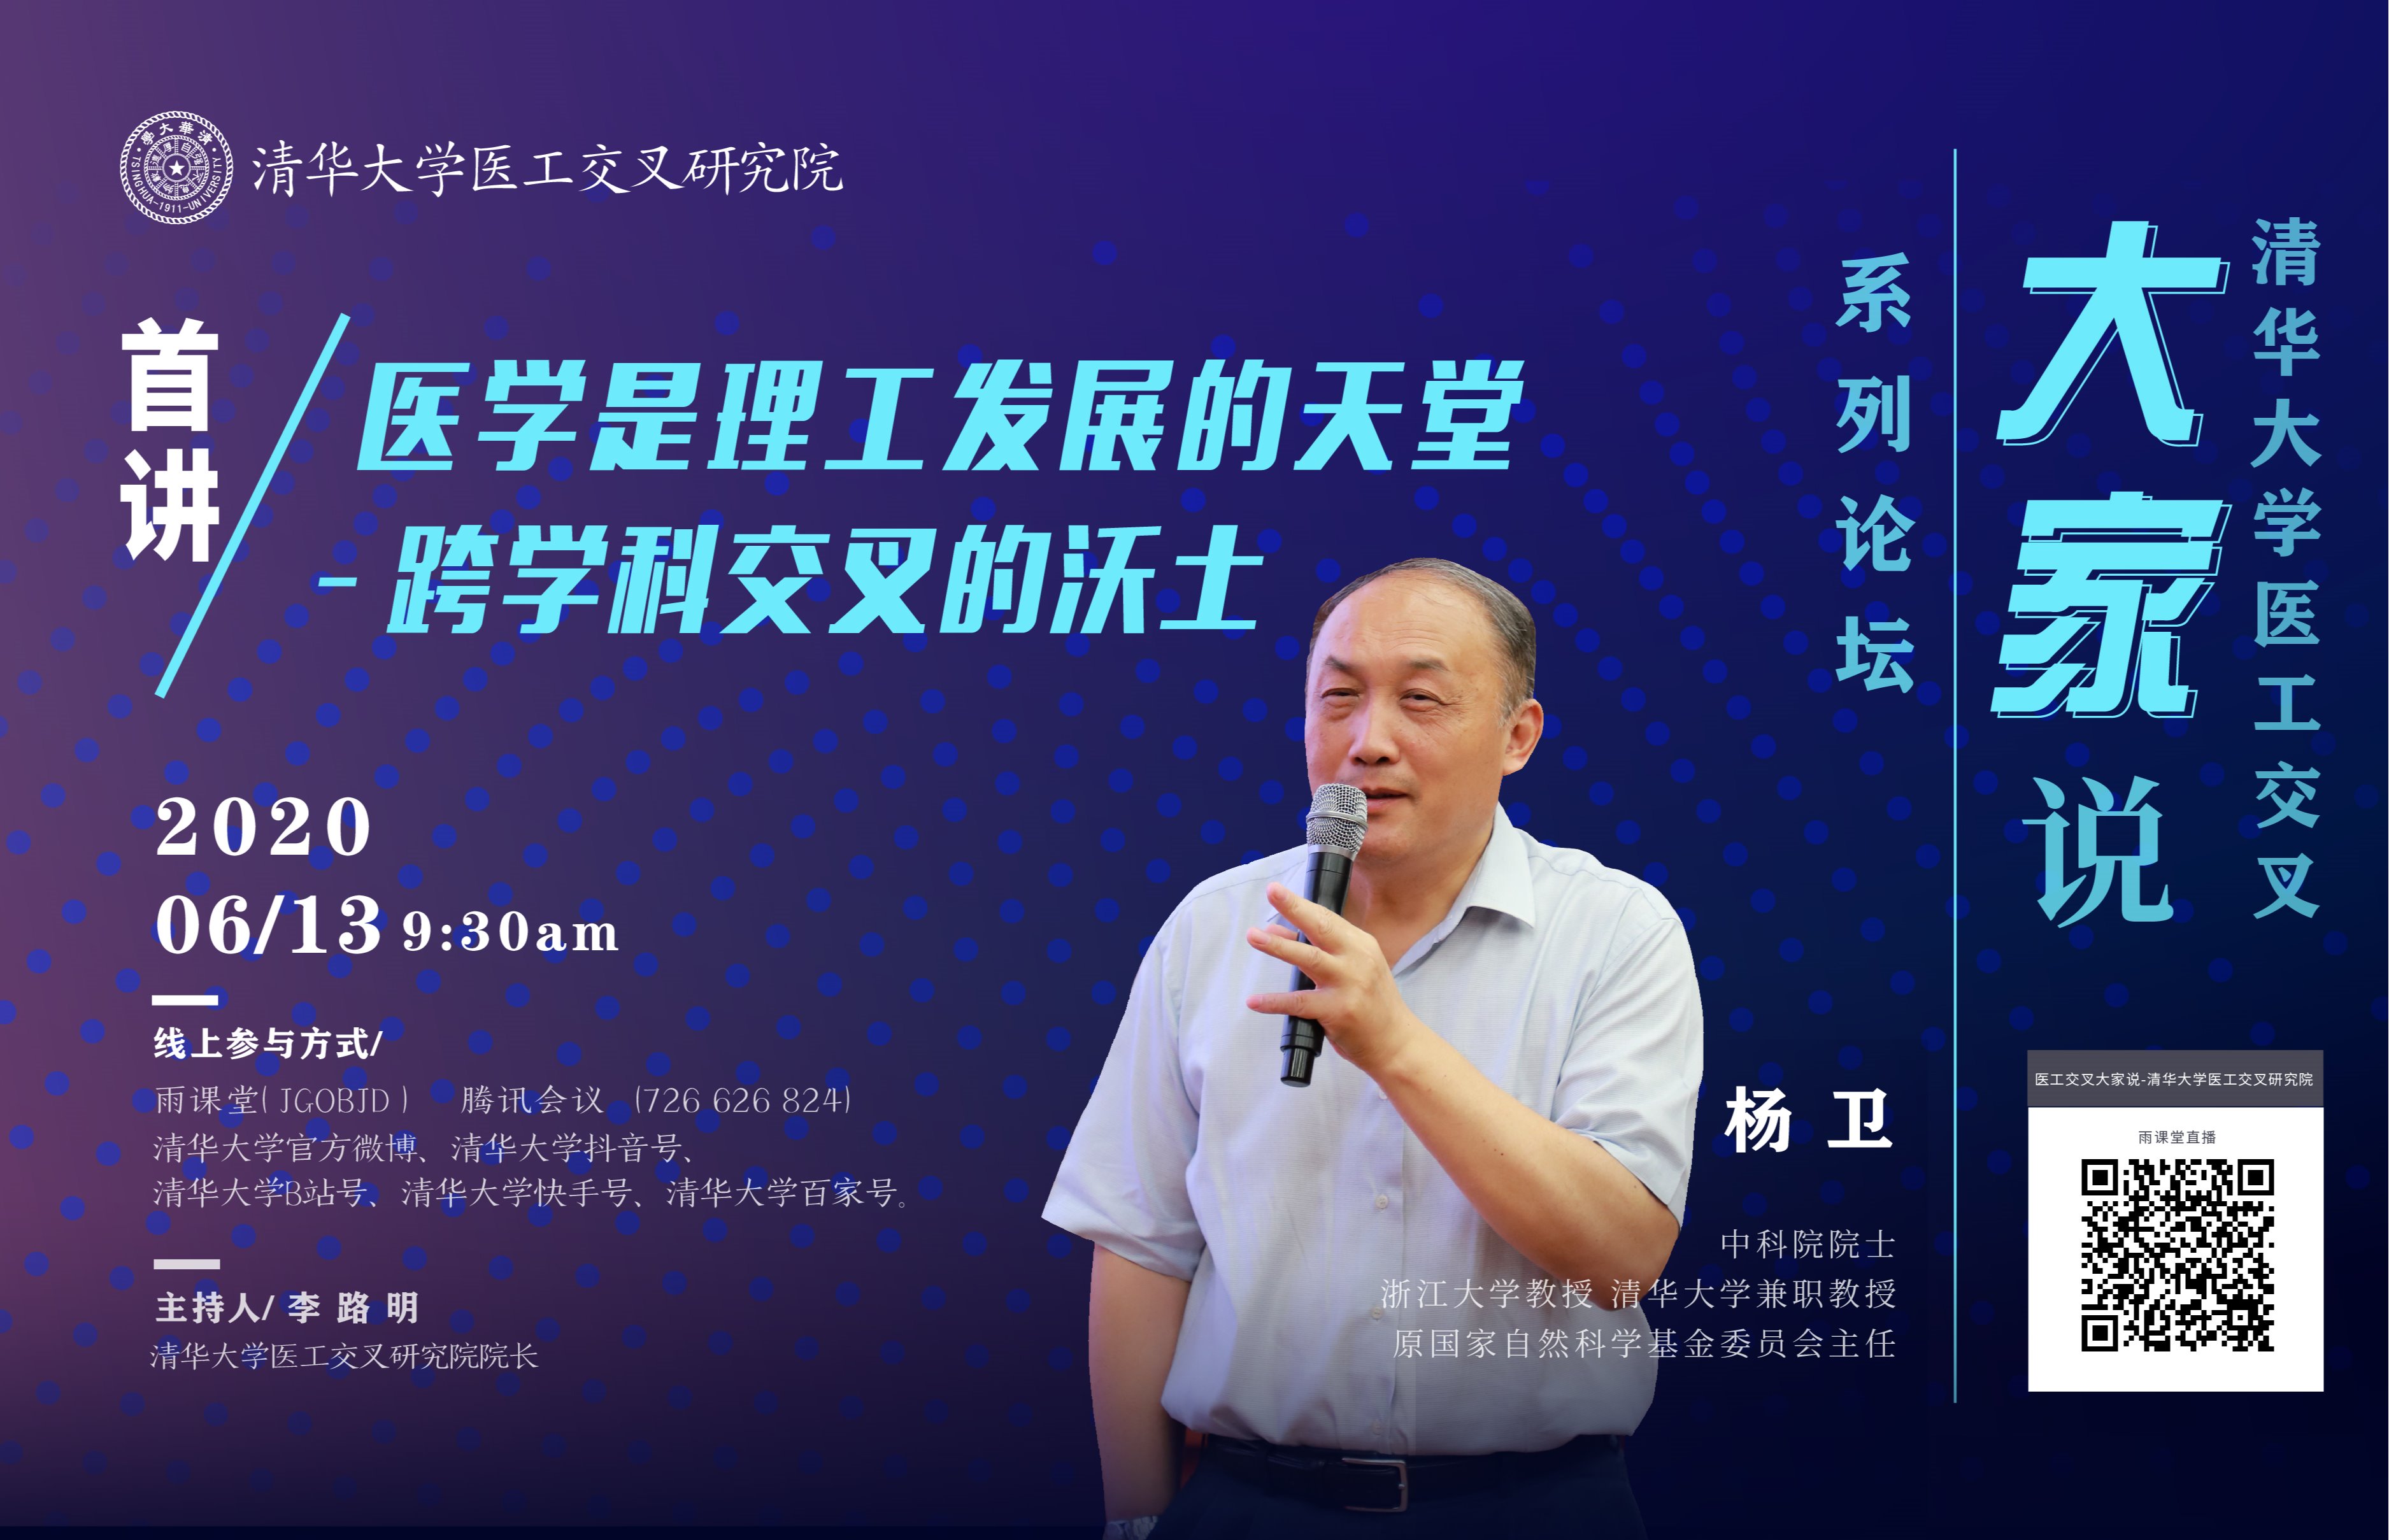 清华大学医工交叉研究院
首讲
医学是理工发展的天堂
-跨学科交叉的沃土
2020
06/13 9:30am
线上参与方式/
雨课堂( JGOBJD ) 腾讯会议 (726 626 824)
清华大学官方微博、清华大学抖音号、
清华大学B站号、清华大学快手号、清华大学百家号。
主持人/ 李 路 明
清华大学医工交叉研究院院长
清华大学医工交叉
大家说
系列论坛
杨 卫
中科院院士
浙江大学教授 清华大学兼职教授
原国家自然科学基金委员会主任
医工交叉大家说-清华大学医工交叉研究院
雨课堂直播
清華大學
TSINGHUA-1911-UNIVERSITY